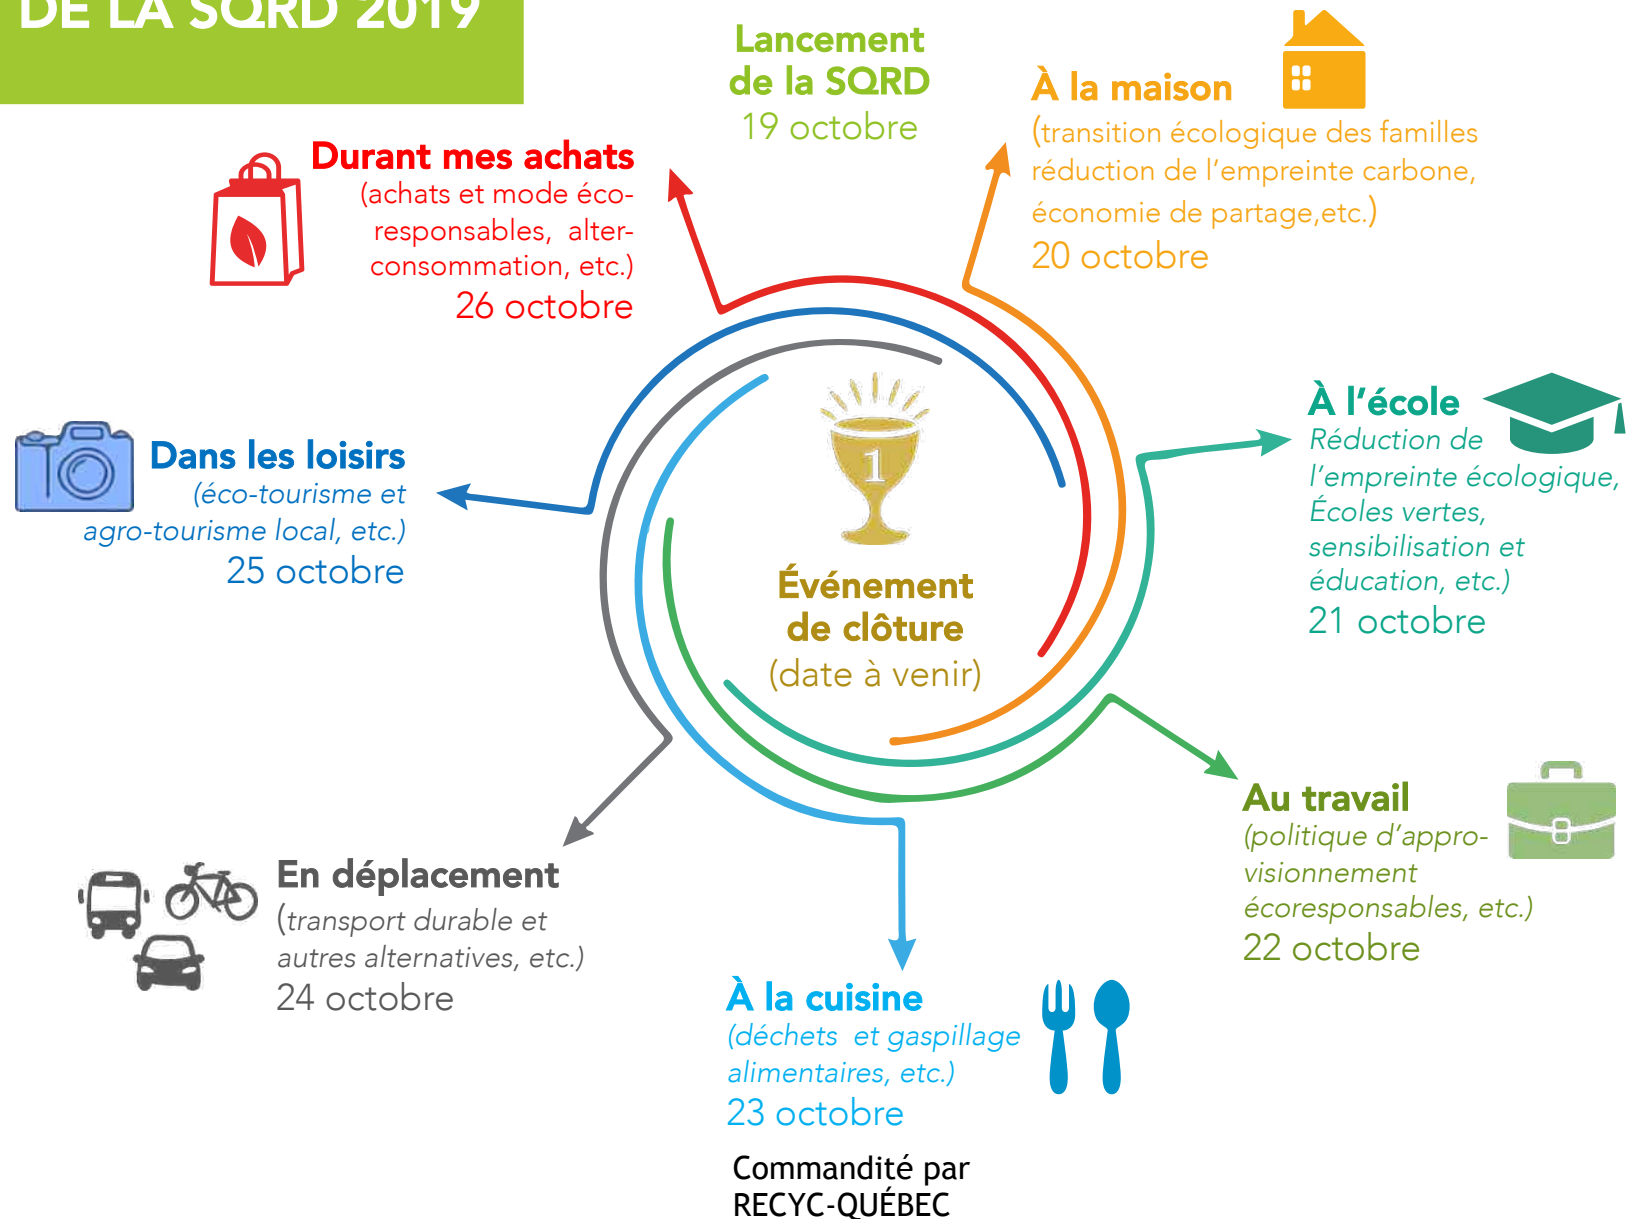 DE LA SQRD 2019
Lancement
de la SQRD
19 octobre
À la maison
(transition écologique des familles
réduction de l'empreinte carbone,
économie de partage,etc.)
20 octobre
À l'école
Réduction de
l'empreinte écologique,
Écoles vertes,
sensibilisation et
éducation, etc.)
21 octobre
Au travail
(politique d'appro-
visionnement
écoresponsables, etc.)
22 octobre
À la cuisine
(déchets et gaspillage
alimentaires, etc.)
23 octobre
Commandité par
RECYC-QUÉBEC
En déplacement
(transport durable et
autres alternatives, etc.)
24 octobre
Dans les loisirs
(éco-tourisme et
agro-tourisme local, etc.)
25 octobre
Durant mes achats
(achats et mode éco-
responsables, alter-
consommation, etc.)
26 octobre
1
Événement
de clôture
(date à venir)